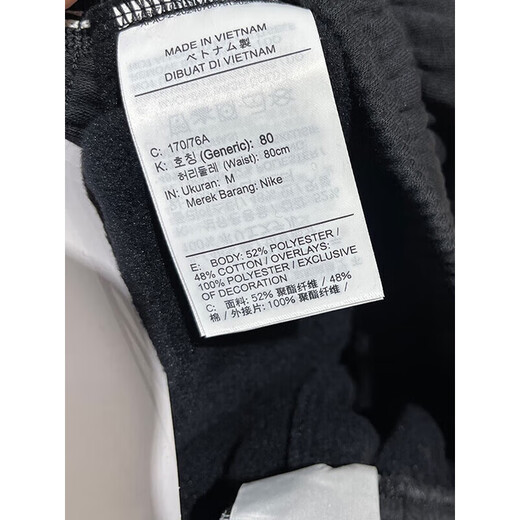 MADE IN VIETNAM
ベトナム製
DIBUAT DI VIETNAM
C: 170/76A
K: 호칭 (Generic): 80
허리둘레 (Waist): 80cm
IN: Ukuran: M
Merek Barang: Nike
E: BODY: 52% POLYESTER/
48% COTTON / OVERLAYS:
100% POLYESTER / EXCLUSIVE
OF DECORATION
C: 面料: 52% 聚酯纤维 / 48%
棉 / 外接片: 100% 聚酯纤维 /